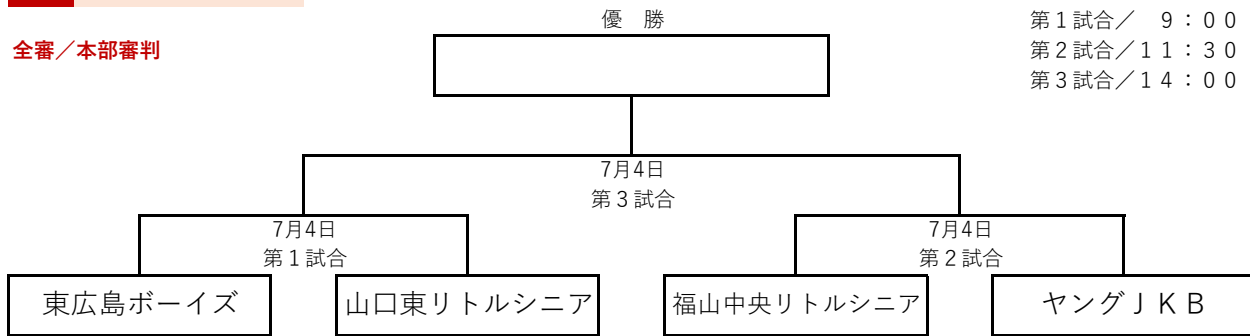 優　勝
第１試合／　９：００
全審／本部審判
第２試合／１１：３０
第３試合／１４：００
7月4日
第３試合
7月4日
第１試合
7月4日
第２試合
東広島ボーイズ
山口東リトルシニア
福山中央リトルシニア
ヤングＪＫＢ